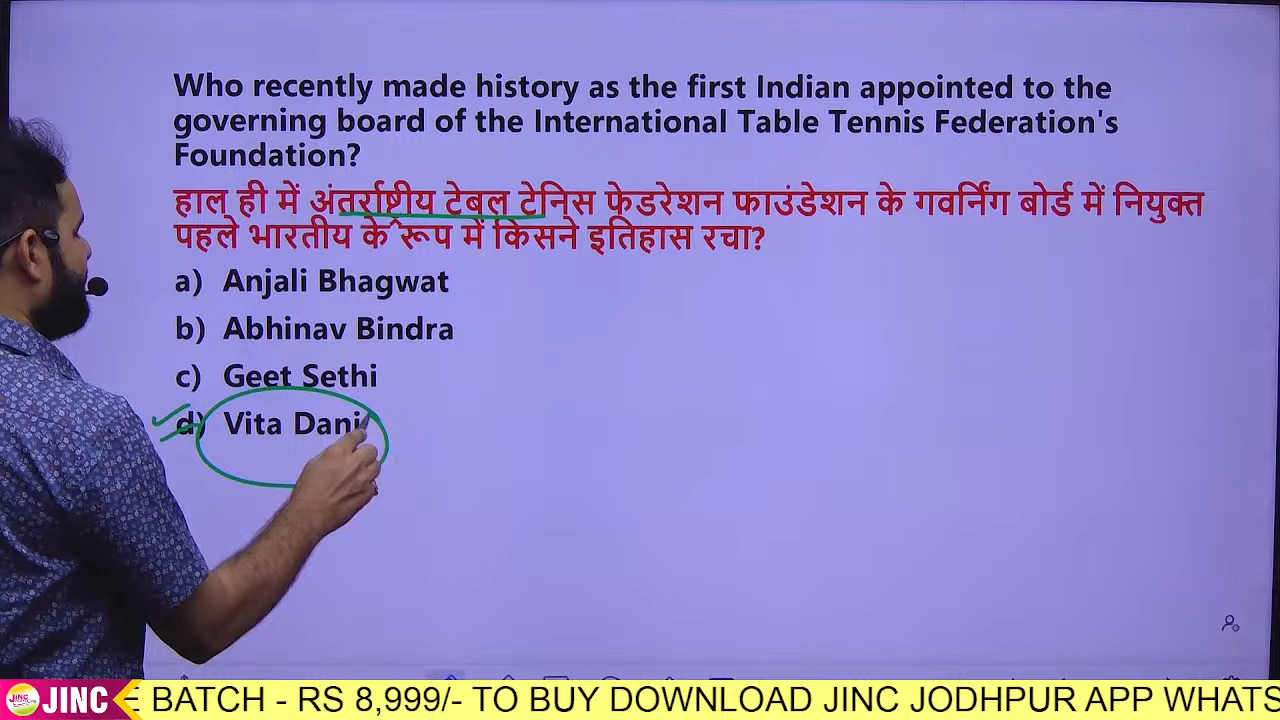 Who recently made history as the first Indian appointed to the
governing board of the International Table Tennis Federation's
Foundation?
हाल ही में अंतर्राष्ट्रीय टेबल टेनिस फेडरेशन फाउंडेशन के गवर्निंग बोर्ड में नियुक्त
पहले भारतीय के रूप में किसने इतिहास रचा?
a) Anjali Bhagwat
b) Abhinav Bindra
c) Geet Sethi
d) Vita Dani
JINC
JINC E BATCH - RS 8,999/- TO BUY DOWNLOAD JINC JODHPUR APP WHATS